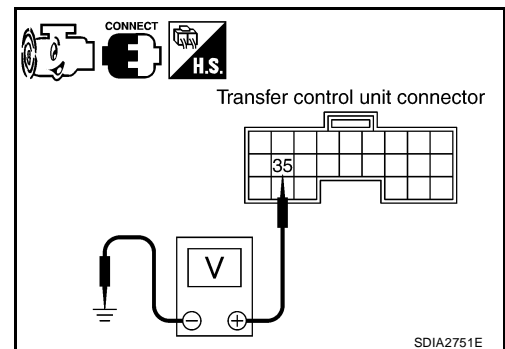 CONNECT
H.S.
Transfer control unit connector
35
V
SDIA2751E